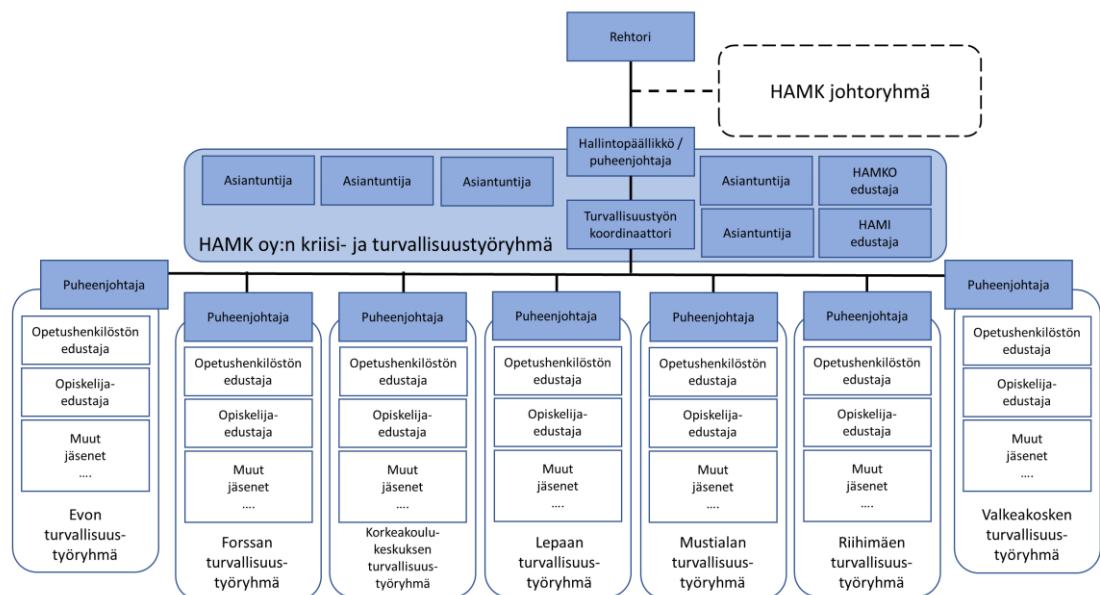 Rehtori
HAMK johtoryhmä
Hallintopäällikkö /
puheenjohtaja
Asiantuntija
Asiantuntija
Asiantuntija
Asiantuntija
HAMKO
edustaja
Turvallisuustyön
koordinaattori
Asiantuntija
HAMI
edustaja
HAMK oy:n kriisi- ja turvallisuustyöryhmä
Puheenjohtaja
Opetushenkilöstön
edustaja
Opiskelija-
edustaja
Muut
jäsenet
....
Evon
turvallisuus-
työryhmä
Puheenjohtaja
Opetushenkilöstön
edustaja
Opiskelija-
edustaja
Muut
jäsenet
....
Forssan
turvallisuus-
työryhmä
Puheenjohtaja
Opetushenkilöstön
edustaja
Opiskelija-
edustaja
Muut
jäsenet
....
Korkeakoulu-
keskuksen
turvallisuus-
työryhmä
Puheenjohtaja
Opetushenkilöstön
edustaja
Opiskelija-
edustaja
Muut
jäsenet
....
Lepaan
turvallisuus-
työryhmä
Puheenjohtaja
Opetushenkilöstön
edustaja
Opiskelija-
edustaja
Muut
jäsenet
....
Mustialan
turvallisuus-
työryhmä
Puheenjohtaja
Opetushenkilöstön
edustaja
Opiskelija-
edustaja
Muut
jäsenet
....
Riihimäen
turvallisuus-
työryhmä
Puheenjohtaja
Opetushenkilöstön
edustaja
Opiskelija-
edustaja
Muut
jäsenet
....
Valkeakosken
turvallisuus-
työryhmä